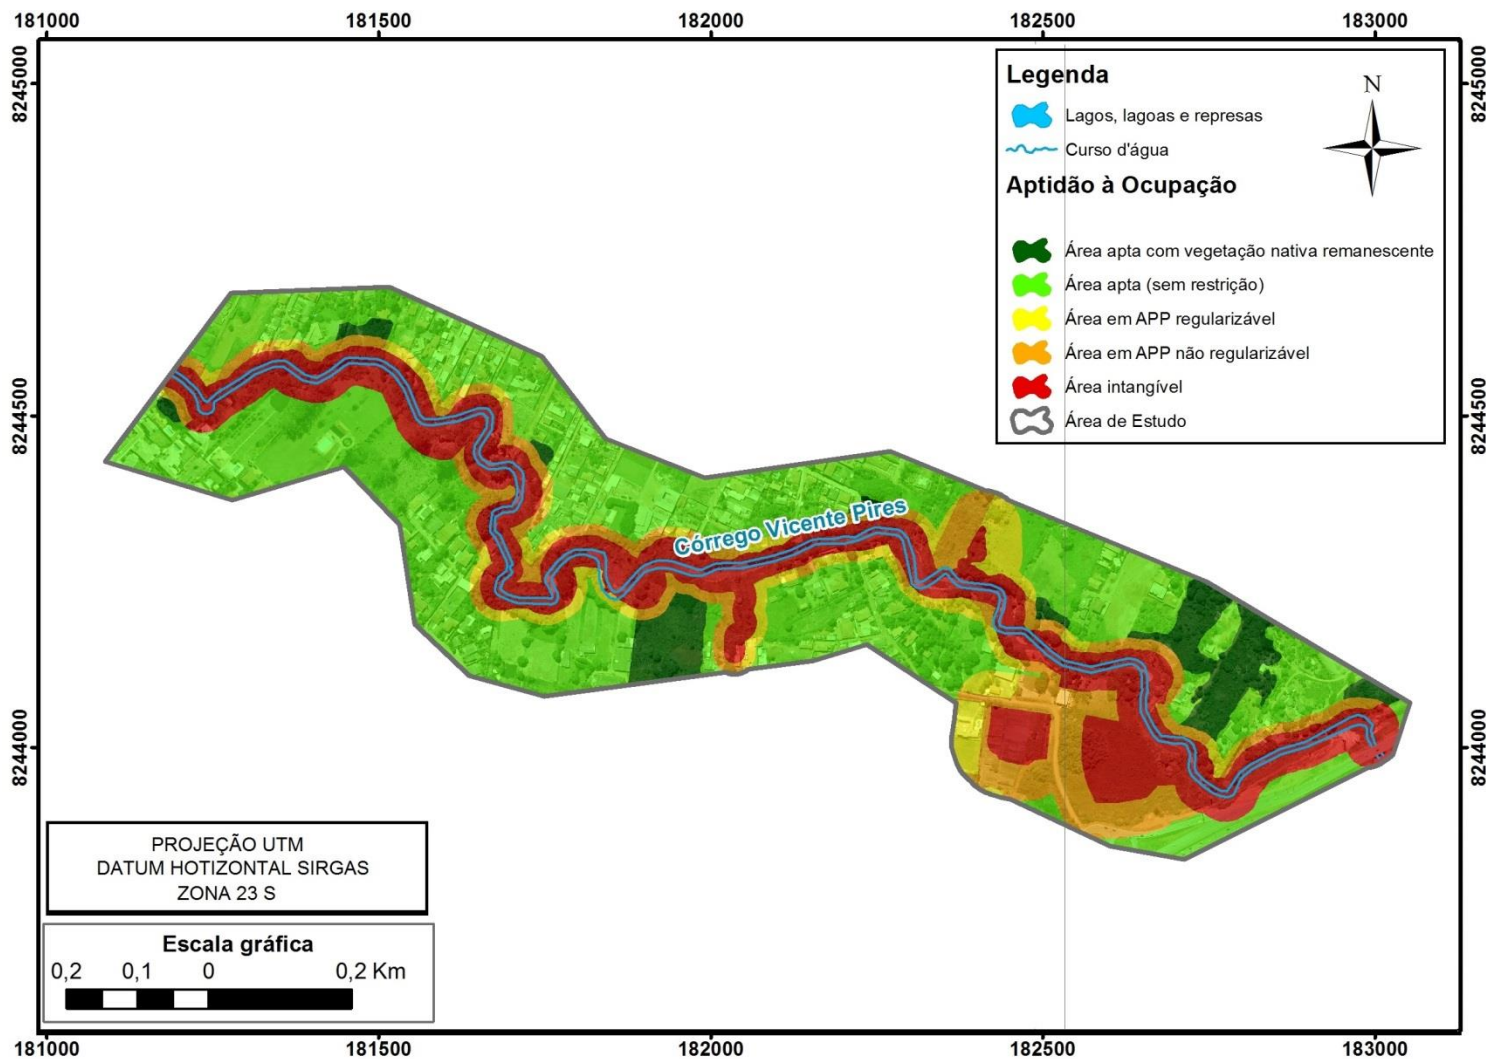 181000 181500 182000 182500 183000
8245000 8245000
Legenda
N
Lagos, lagoas e represas
Curso d'água
Aptidão à Ocupação
Área apta com vegetação nativa remanescente
Área apta (sem restrição)
Área em APP regularizável
Área em APP não regularizável
Área intangível
Área de Estudo
8244500 8244500
Córrego Vicente Pires
8244000 8244000
PROJEÇÃO UTM
DATUM HOTIZONTAL SIRGAS
ZONA 23 S
Escala gráfica
0,2 0,1 0 0,2 Km
181000 181500 182000 182500 183000